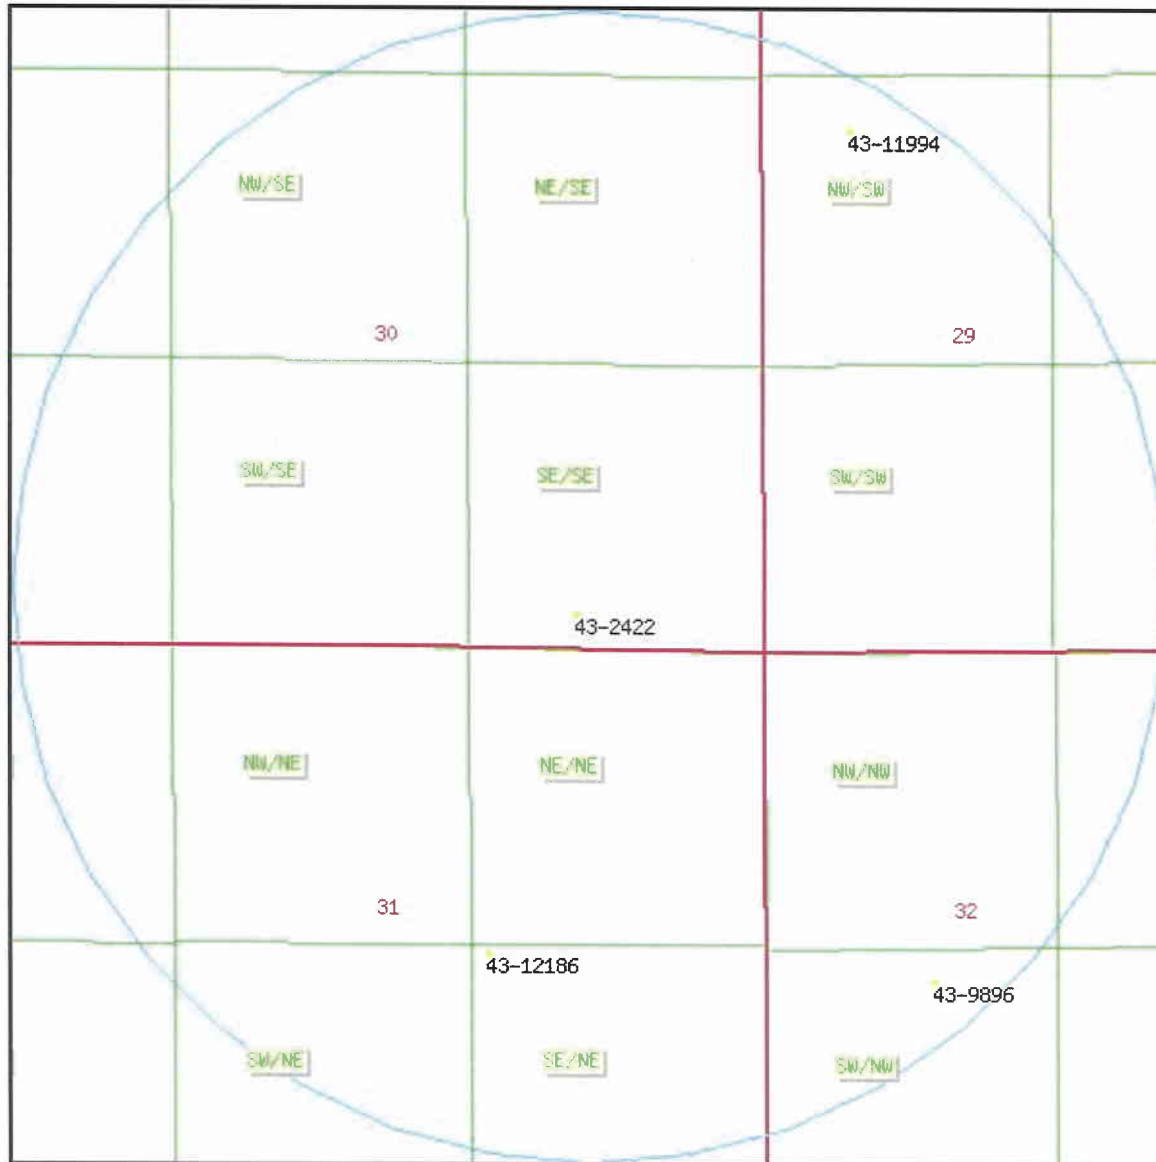 43-11994
NW/SE
NE/SE
NW/SW
30
29
SW/SE
SE/SE
SW/SW
43-2422
NW/NE
NE/NE
NW/NW
31
32
43-12186
43-9896
SW/NE
SE/NE
SW/NW